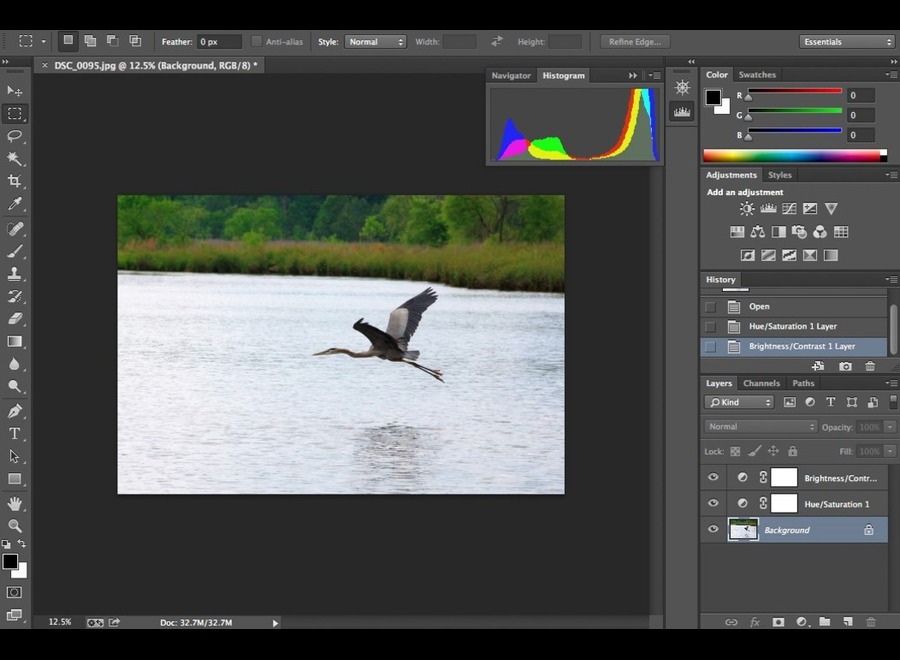 Feather: 0 px Anti-alias Style: Normal Width: Height: Refine Edge... Essentials
× DSC_0095.jpg @ 12.5% (Background, RGB/8) *
Navigator Histogram
Color Swatches
R 0
G 0
B 0
Adjustments Styles
Add an adjustment
History
Open
Hue/Saturation 1 Layer
Brightness/Contrast 1 Layer
Layers Channels Paths
Kind
Normal Opacity: 100%
Lock: Fill: 100%
Brightness/Contr...
Hue/Saturation 1
Background
fx
12.5% Doc: 32.7M/32.7M